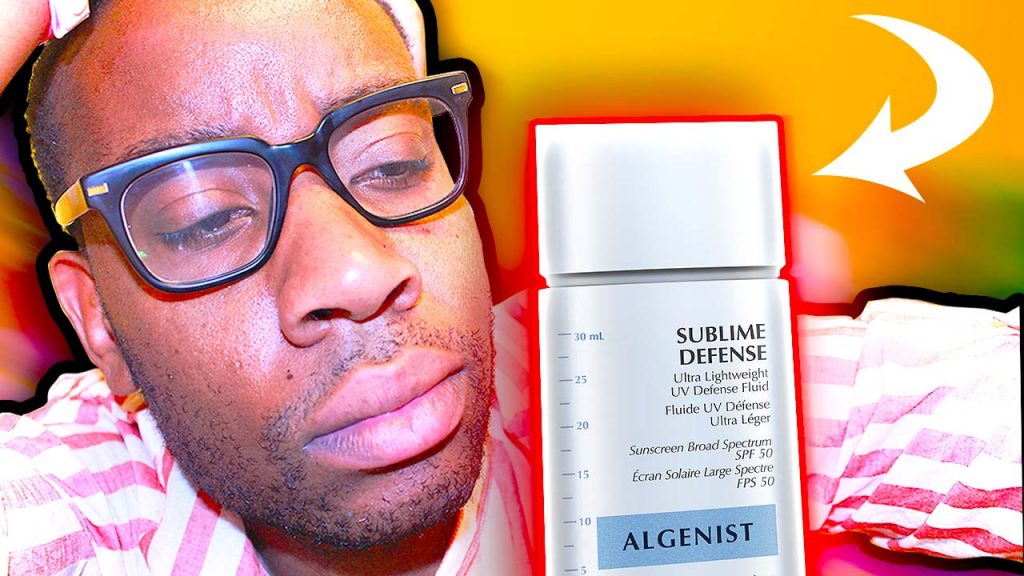 30 mL
SUBLIME
DEFENSE
Ultra Lightweight
UV Defense Fluid
25
Fluide UV Défense
Ultra Léger
20
Sunscreen Broad Spectrum
SPF 50
15
Écran Solaire Large Spectre
FPS 50
10
ALGENIST
5